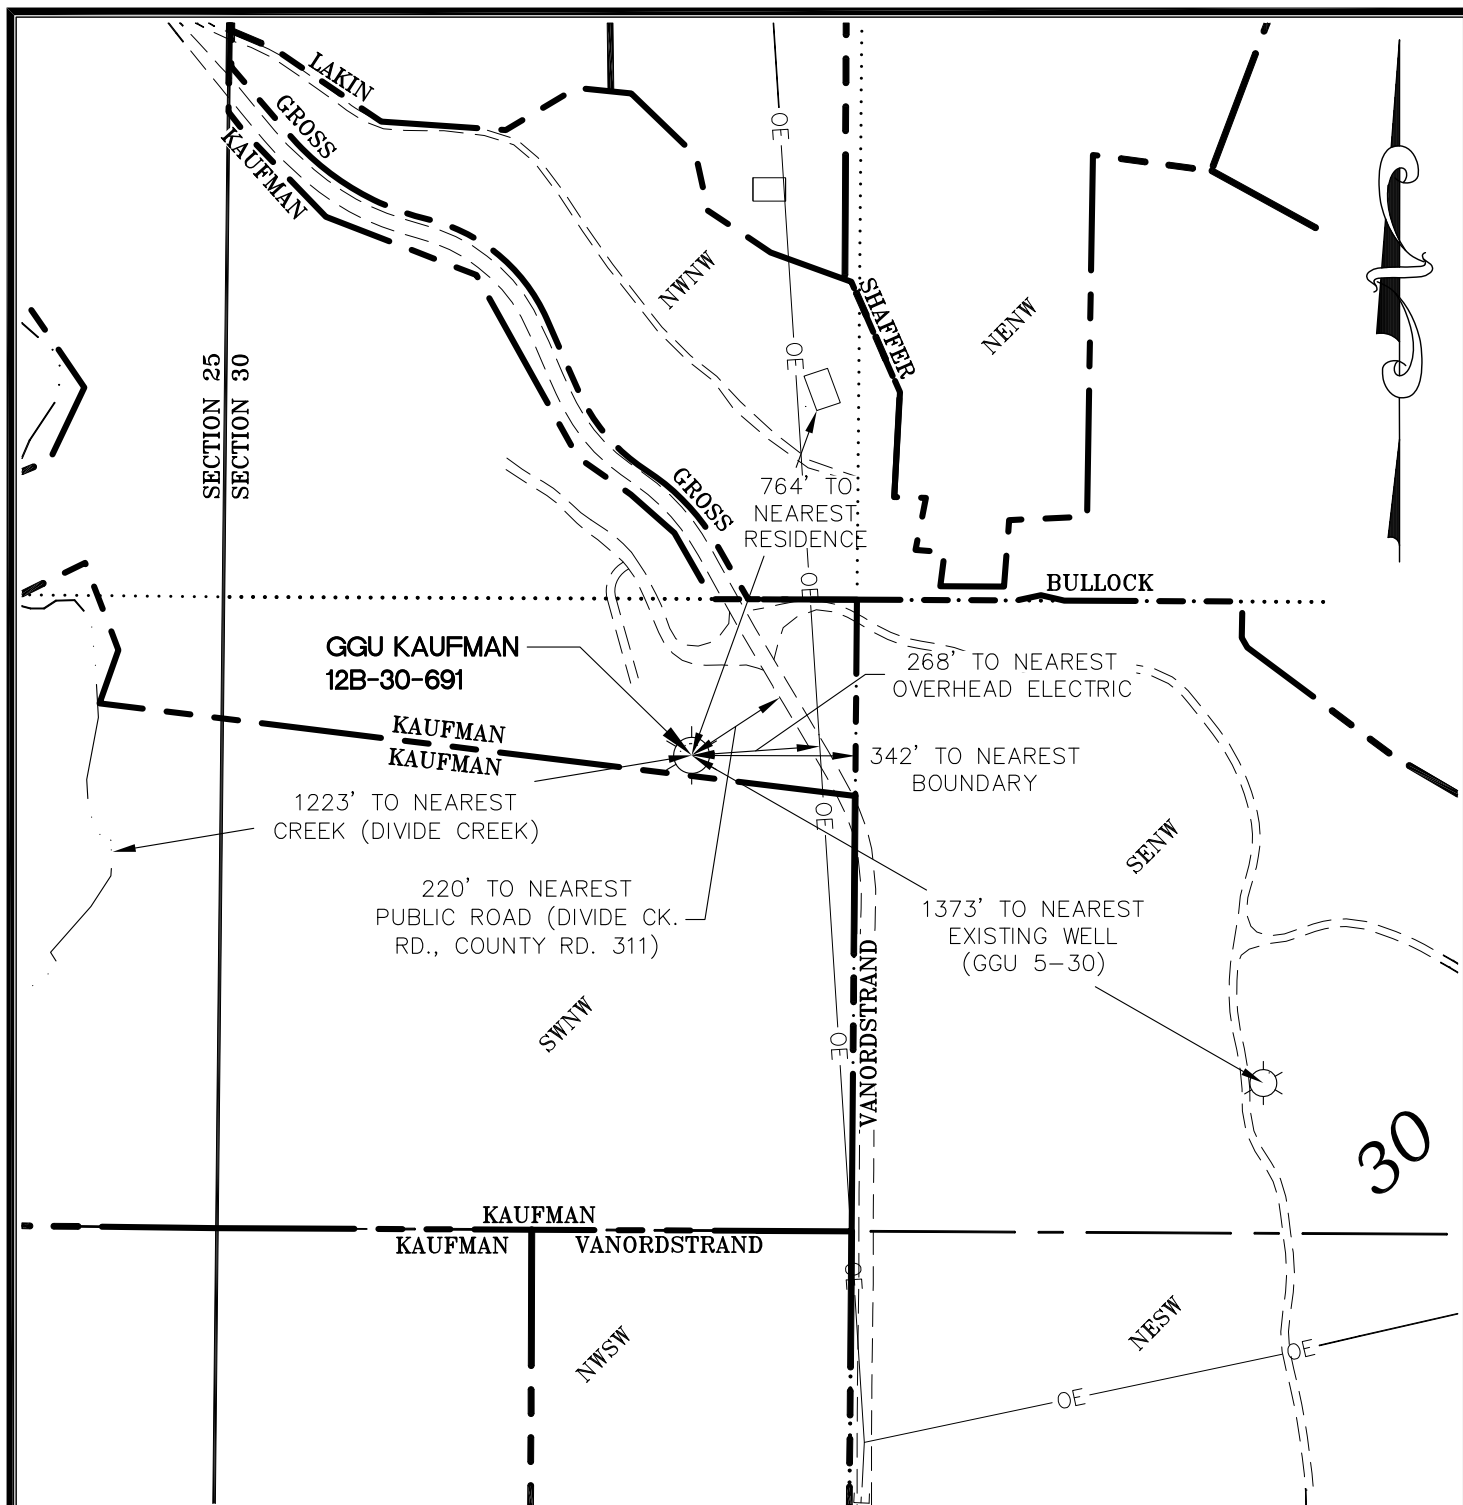 LAKIN
GROSS
KAUFMAN
OE
NWNW
SHAFFER
NENW
OE
SECTION 25
SECTION 30
GROSS
764' TO
NEAREST
RESIDENCE
OE
BULLOCK
GGU KAUFMAN
12B-30-691
268' TO NEAREST
OVERHEAD ELECTRIC
KAUFMAN
KAUFMAN
342' TO NEAREST
BOUNDARY
1223' TO NEAREST
CREEK (DIVIDE CREEK)
OE
SENW
220' TO NEAREST
PUBLIC ROAD (DIVIDE CK.
RD., COUNTY RD. 311)
1373' TO NEAREST
EXISTING WELL
(GGU 5-30)
VANORDSTRAND
SWNW
OE
30
KAUFMAN
KAUFMAN
VANORDSTRAND
OE
NWSW
NESW
OE
OE